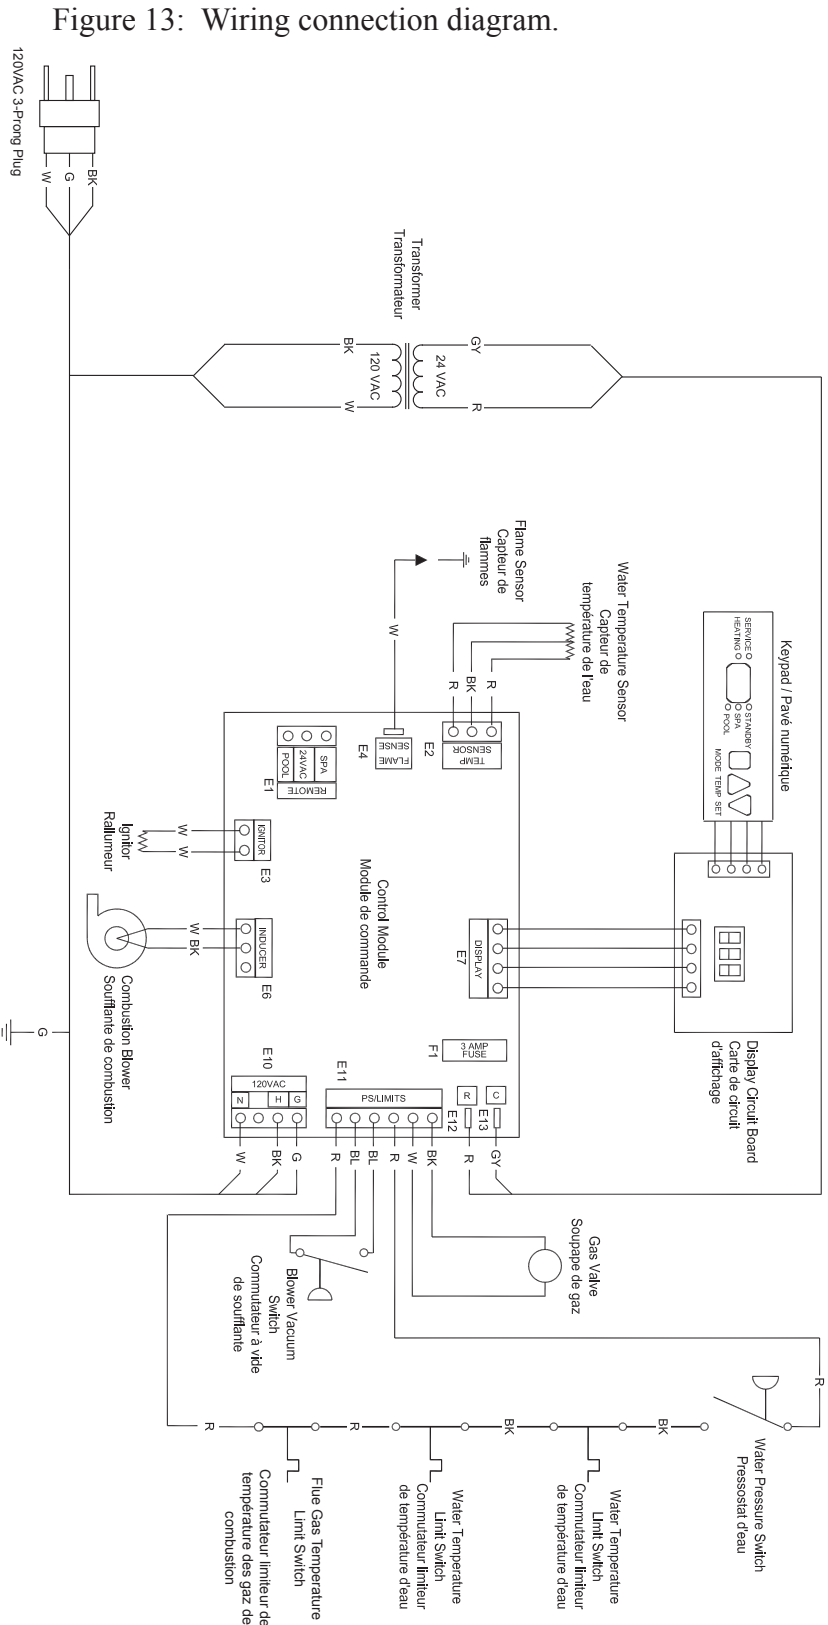 Figure 13:  Wiring connection diagram.
120VAC 3-Prong Plug
W
G
BK
Transformer
Transformateur
BK
W
120 VAC
24 VAC
GY
R
Flame Sensor
Capteur de
flammes
W
Water Temperature Sensor
Capteur de
température de l'eau
R
BK
R
Keypad / Pavé numérique
SERVICE
HEATING
STANDBY
SPA
POOL
MODE
TEMP SET
E4
FLAME
SENSE
E2
TEMP
SENSOR
E1
REMOTE
SPA
24VAC
POOL
Ignitor
Rallumeur
W
W
IGNITOR
E3
Control Module
Module de commande
Combustion Blower
Soufflante de combustion
W
BK
INDUCER
E6
DISPLAY
E7
Display Circuit Board
Carte de circuit
d'affichage
G
F1
3 AMP
FUSE
E10
120VAC
N
H
G
E11
PS/LIMITS
E12
R
E13
C
W
BK
G
R
BL
BL
R
W
BK
R
GY
Blower Vacuum
Switch
Commutateur à vide
de soufflante
Gas Valve
Soupape de gaz
R
Water Pressure Switch
Pressostat d'eau
R
R
BK
BK
Flue Gas Temperature
Limit Switch
Commutateur limiteur de
température des gaz de
combustion
Water Temperature
Limit Switch
Commutateur limiteur
de température d'eau
Water Temperature
Limit Switch
Commutateur limiteur
de température d'eau